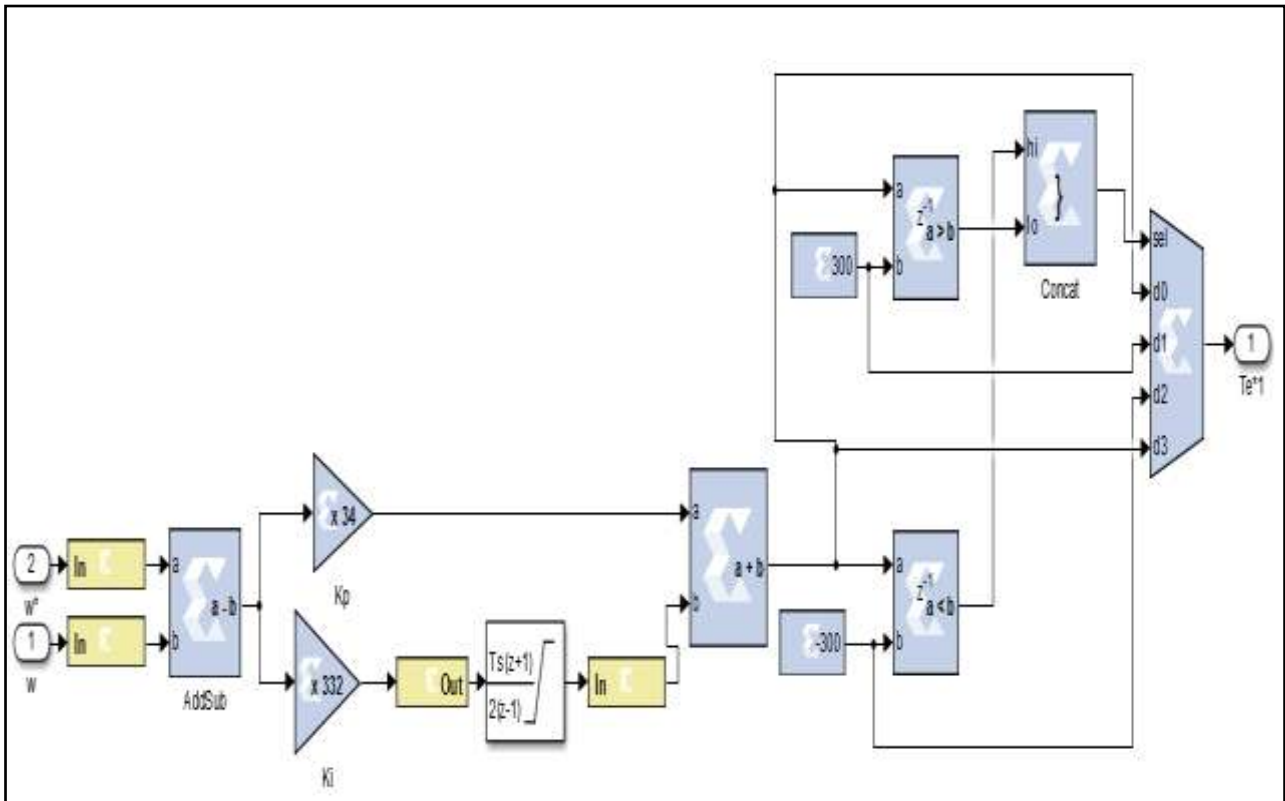 2
w*
In
1
w
In
a
b
a - b
AddSub
x 34
Kp
x 332
Ki
Out
Ts(z+1)
2(z-1)
In
a
b
a + b
300
a
b
z-1
a > b
hi
lo
}
Concat
-300
a
b
z-1
a < b
sel
d0
d1
d2
d3
1
Te*1